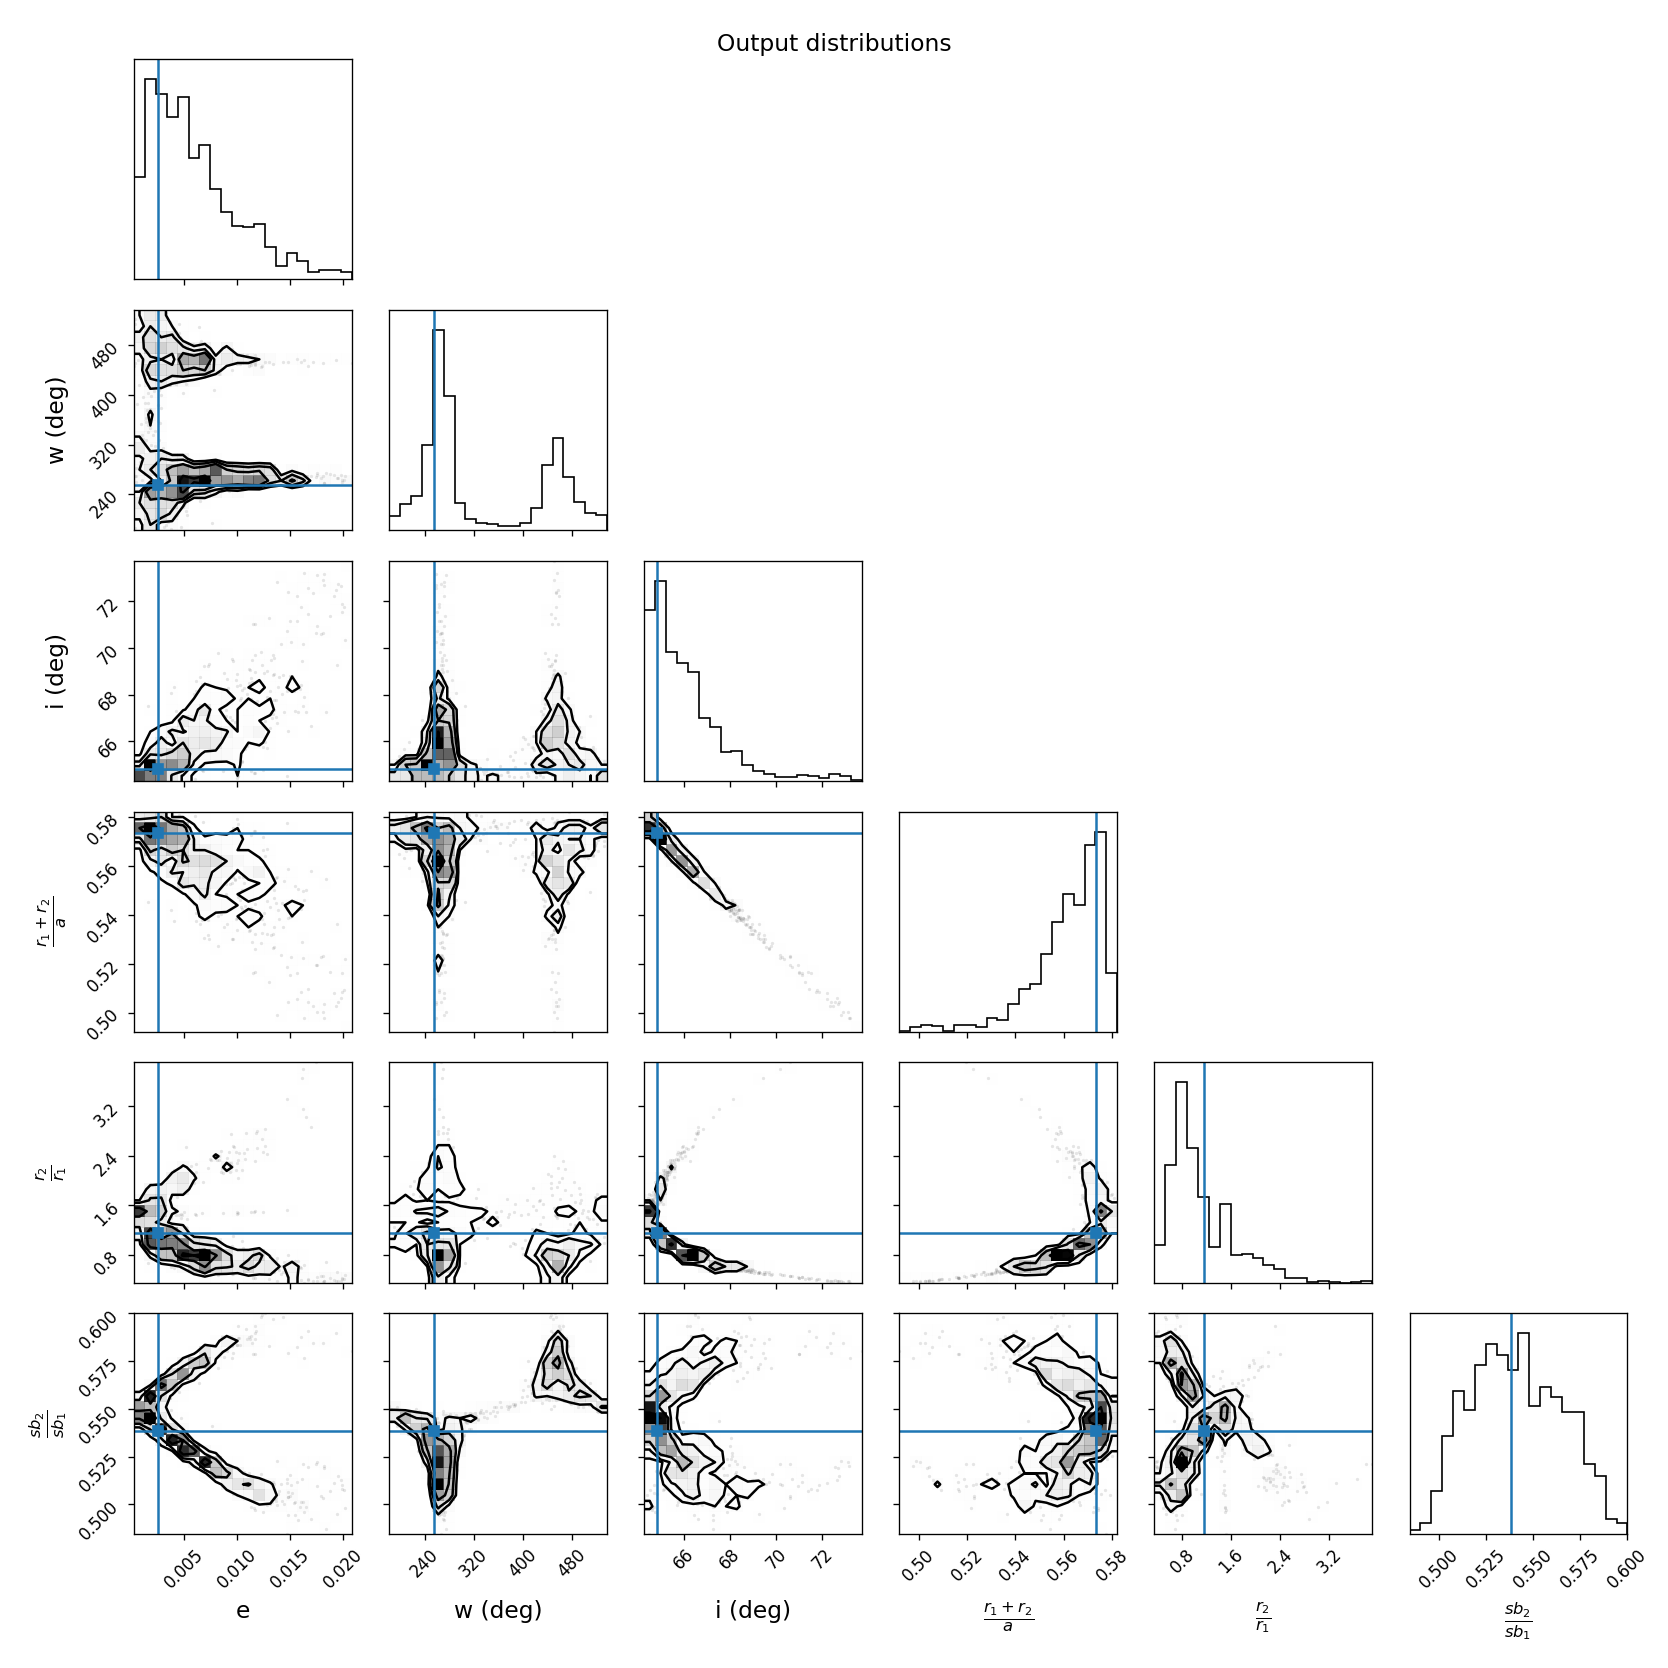 Output distributions
w (deg)
480
400
320
240
i (deg)
72
70
68
66
r₁ + r₂
a
0.58
0.56
0.54
0.52
0.50
r₂
r₁
3.2
2.4
1.6
0.8
sb₂
sb₁
0.600
0.575
0.550
0.525
0.500
0.005 0.010 0.015 0.020
240 320 400 480
66 68 70 72
0.50 0.52 0.54 0.56 0.58
0.8 1.6 2.4 3.2
0.500 0.525 0.550 0.575 0.600
e
w (deg)
i (deg)
r₁ + r₂
a
r₂
r₁
sb₂
sb₁